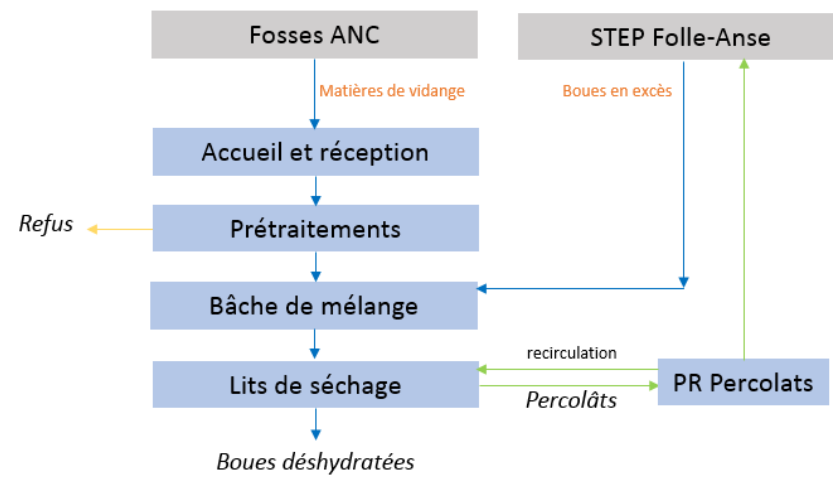 Fosses ANC
STEP Folle-Anse
Matières de vidange
Boues en excès
Accueil et réception
Refus
Prétraitements
Bâche de mélange
recirculation
Lits de séchage
PR Percolats
Percolâts
Boues déshydratées